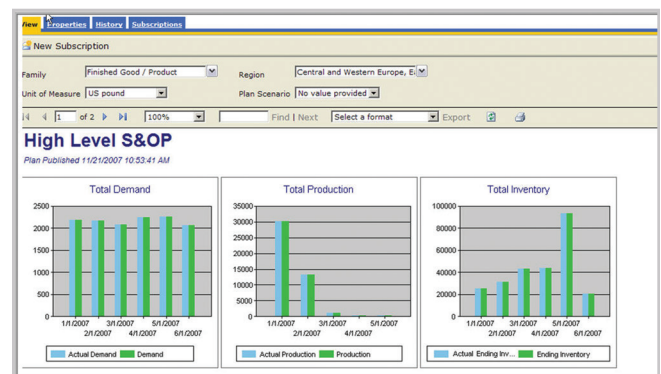 View Properties History Subscriptions
New Subscription
Family Finished Good / Product Region Central and Western Europe, E
Unit of Measure US pound Plan Scenario No value provided
1 of 2 100% Find | Next Select a format Export
High Level S&OP
Plan Published 11/21/2007 10:53:41 AM
Total Demand
2500
2000
1500
1000
500
0
1/1/2007 3/1/2007 5/1/2007
2/1/2007 4/1/2007 6/1/2007
Actual Demand Demand
Total Production
35000
30000
25000
20000
15000
10000
5000
0
1/1/2007 3/1/2007 5/1/2007
2/1/2007 4/1/2007
Actual Production Production
Total Inventory
100000
80000
60000
40000
20000
0
1/1/2007 3/1/2007 5/1/2007
2/1/2007 4/1/2007 6/1/2007
Actual Ending Inv... Ending Inventory